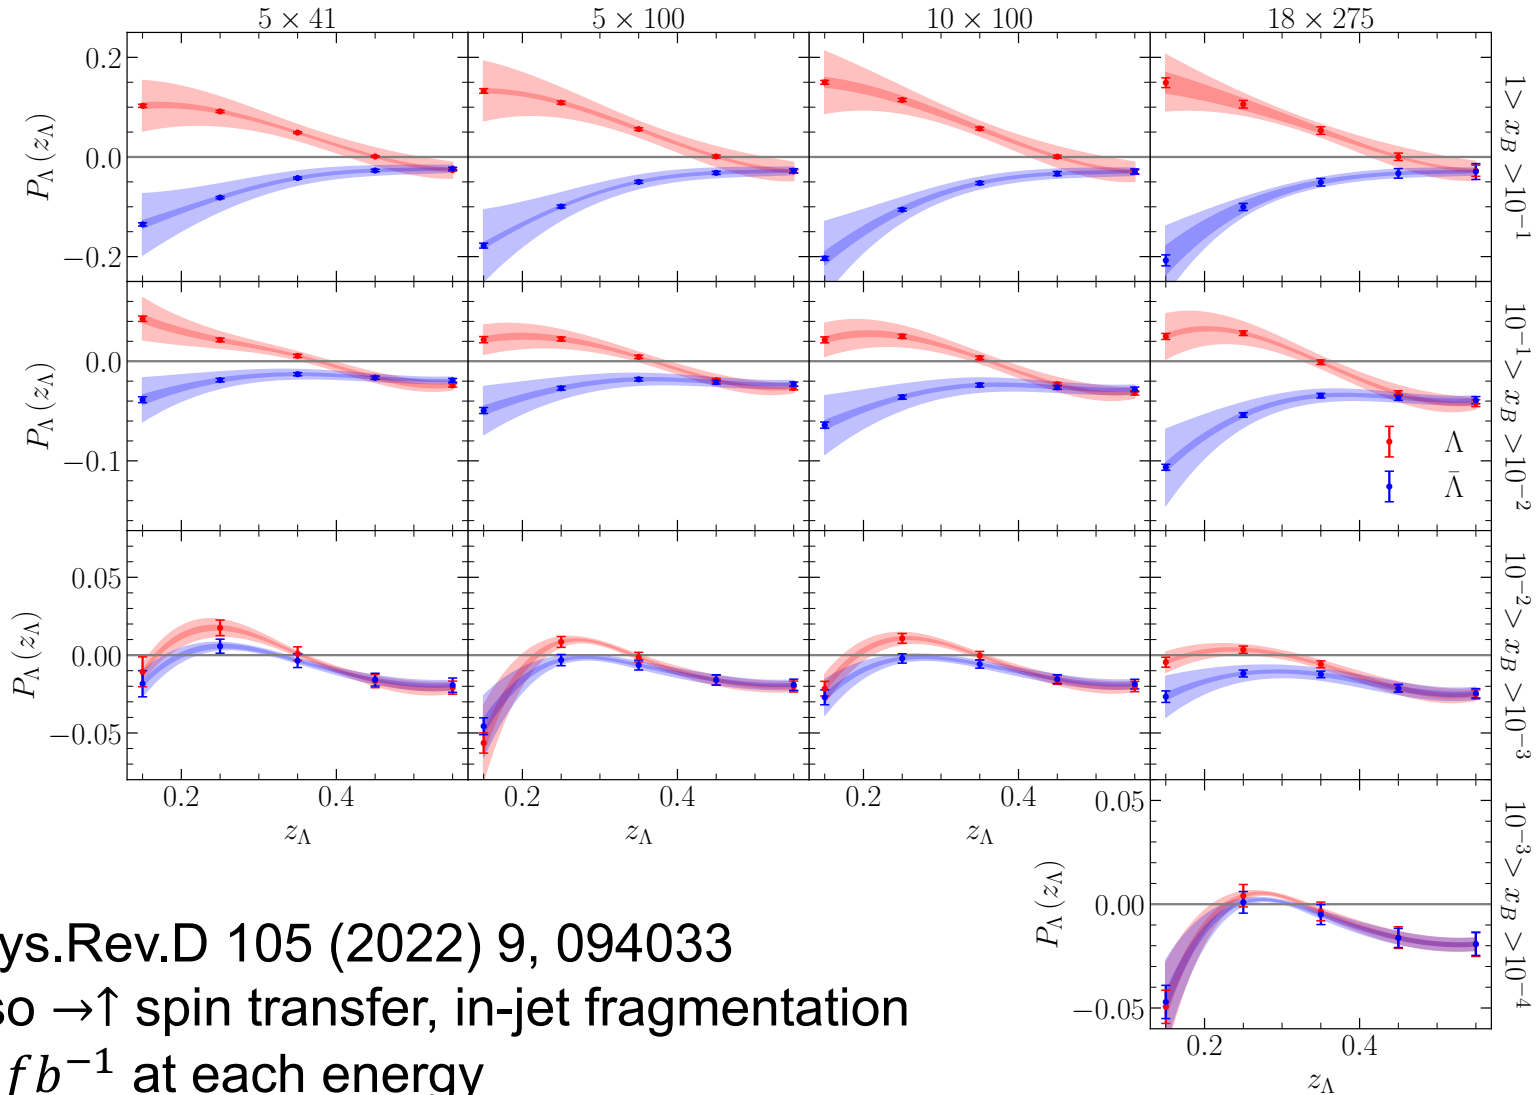 5 × 41 5 × 100 10 × 100 18 × 275
0.2
0.0
−0.2
P_Λ(z_Λ)
1 > x_B > 10⁻¹
0.0
−0.1
P_Λ(z_Λ)
Λ
Λ̄
10⁻¹ > x_B > 10⁻²
0.05
0.00
−0.05
P_Λ(z_Λ)
10⁻² > x_B > 10⁻³
0.2 0.4 0.2 0.4 0.2 0.4
z_Λ z_Λ z_Λ
0.05
0.00
−0.05
P_Λ(z_Λ)
10⁻³ > x_B > 10⁻⁴
0.2 0.4
z_Λ
ys.Rev.D 105 (2022) 9, 094033
so →↑ spin transfer, in-jet fragmentation
fb⁻¹ at each energy